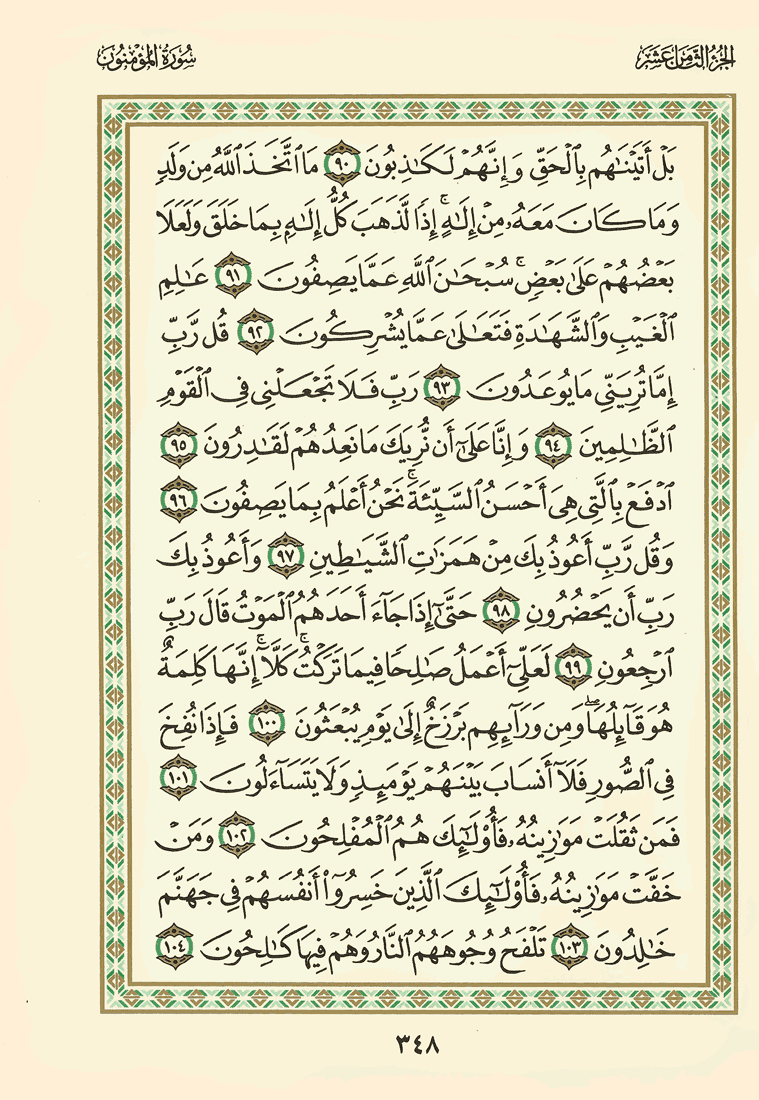 الجزء الثامن عشر
سورة المؤمنون
بَلْ أَتَيْنَٰهُم بِٱلْحَقِّ وَإِنَّهُمْ لَكَٰذِبُونَ ٩٠ مَا ٱتَّخَذَ ٱللَّهُ مِن وَلَدٍ
وَمَا كَانَ مَعَهُۥ مِنْ إِلَٰهٍ ۚ إِذًا لَّذَهَبَ كُلُّ إِلَٰهٍۭ بِمَا خَلَقَ وَلَعَلَا
بَعْضُهُمْ عَلَىٰ بَعْضٍ ۚ سُبْحَٰنَ ٱللَّهِ عَمَّا يَصِفُونَ ٩١ عَٰلِمِ
ٱلْغَيْبِ وَٱلشَّهَٰدَةِ فَتَعَٰلَىٰ عَمَّا يُشْرِكُونَ ٩٢ قُل رَّبِّ
إِمَّا تُرِيَنِّى مَا يُوعَدُونَ ٩٣ رَبِّ فَلَا تَجْعَلْنِى فِى ٱلْقَوْمِ
ٱلظَّٰلِمِينَ ٩٤ وَإِنَّا عَلَىٰٓ أَن نُّرِيَكَ مَا نَعِدُهُمْ لَقَٰدِرُونَ ٩٥
ٱدْفَعْ بِٱلَّتِى هِىَ أَحْسَنُ ٱلسَّيِّئَةَ ۚ نَحْنُ أَعْلَمُ بِمَا يَصِفُونَ ٩٦
وَقُل رَّبِّ أَعُوذُ بِكَ مِنْ هَمَزَٰتِ ٱلشَّيَٰطِينِ ٩٧ وَأَعُوذُ بِكَ
رَبِّ أَن يَحْضُرُونِ ٩٨ حَتَّىٰٓ إِذَا جَآءَ أَحَدَهُمُ ٱلْمَوْتُ قَالَ رَبِّ
ٱرْجِعُونِ ٩٩ لَعَلِّىٓ أَعْمَلُ صَٰلِحًا فِيمَا تَرَكْتُ ۚ كَلَّآ ۚ إِنَّهَا كَلِمَةٌ
هُوَ قَآئِلُهَا ۖ وَمِن وَرَآئِهِم بَرْزَخٌ إِلَىٰ يَوْمِ يُبْعَثُونَ ١٠٠ فَإِذَا نُفِخَ
فِى ٱلصُّورِ فَلَآ أَنسَابَ بَيْنَهُمْ يَوْمَئِذٍ وَلَا يَتَسَآءَلُونَ ١٠١
فَمَن ثَقُلَتْ مَوَٰزِينُهُۥ فَأُو۟لَٰٓئِكَ هُمُ ٱلْمُفْلِحُونَ ١٠٢ وَمَنْ
خَفَّتْ مَوَٰزِينُهُۥ فَأُو۟لَٰٓئِكَ ٱلَّذِينَ خَسِرُوٓا۟ أَنفُسَهُمْ فِى جَهَنَّمَ
خَٰلِدُونَ ١٠٣ تَلْفَحُ وُجُوهَهُمُ ٱلنَّارُ وَهُمْ فِيهَا كَٰلِحُونَ ١٠٤
٣٤٨